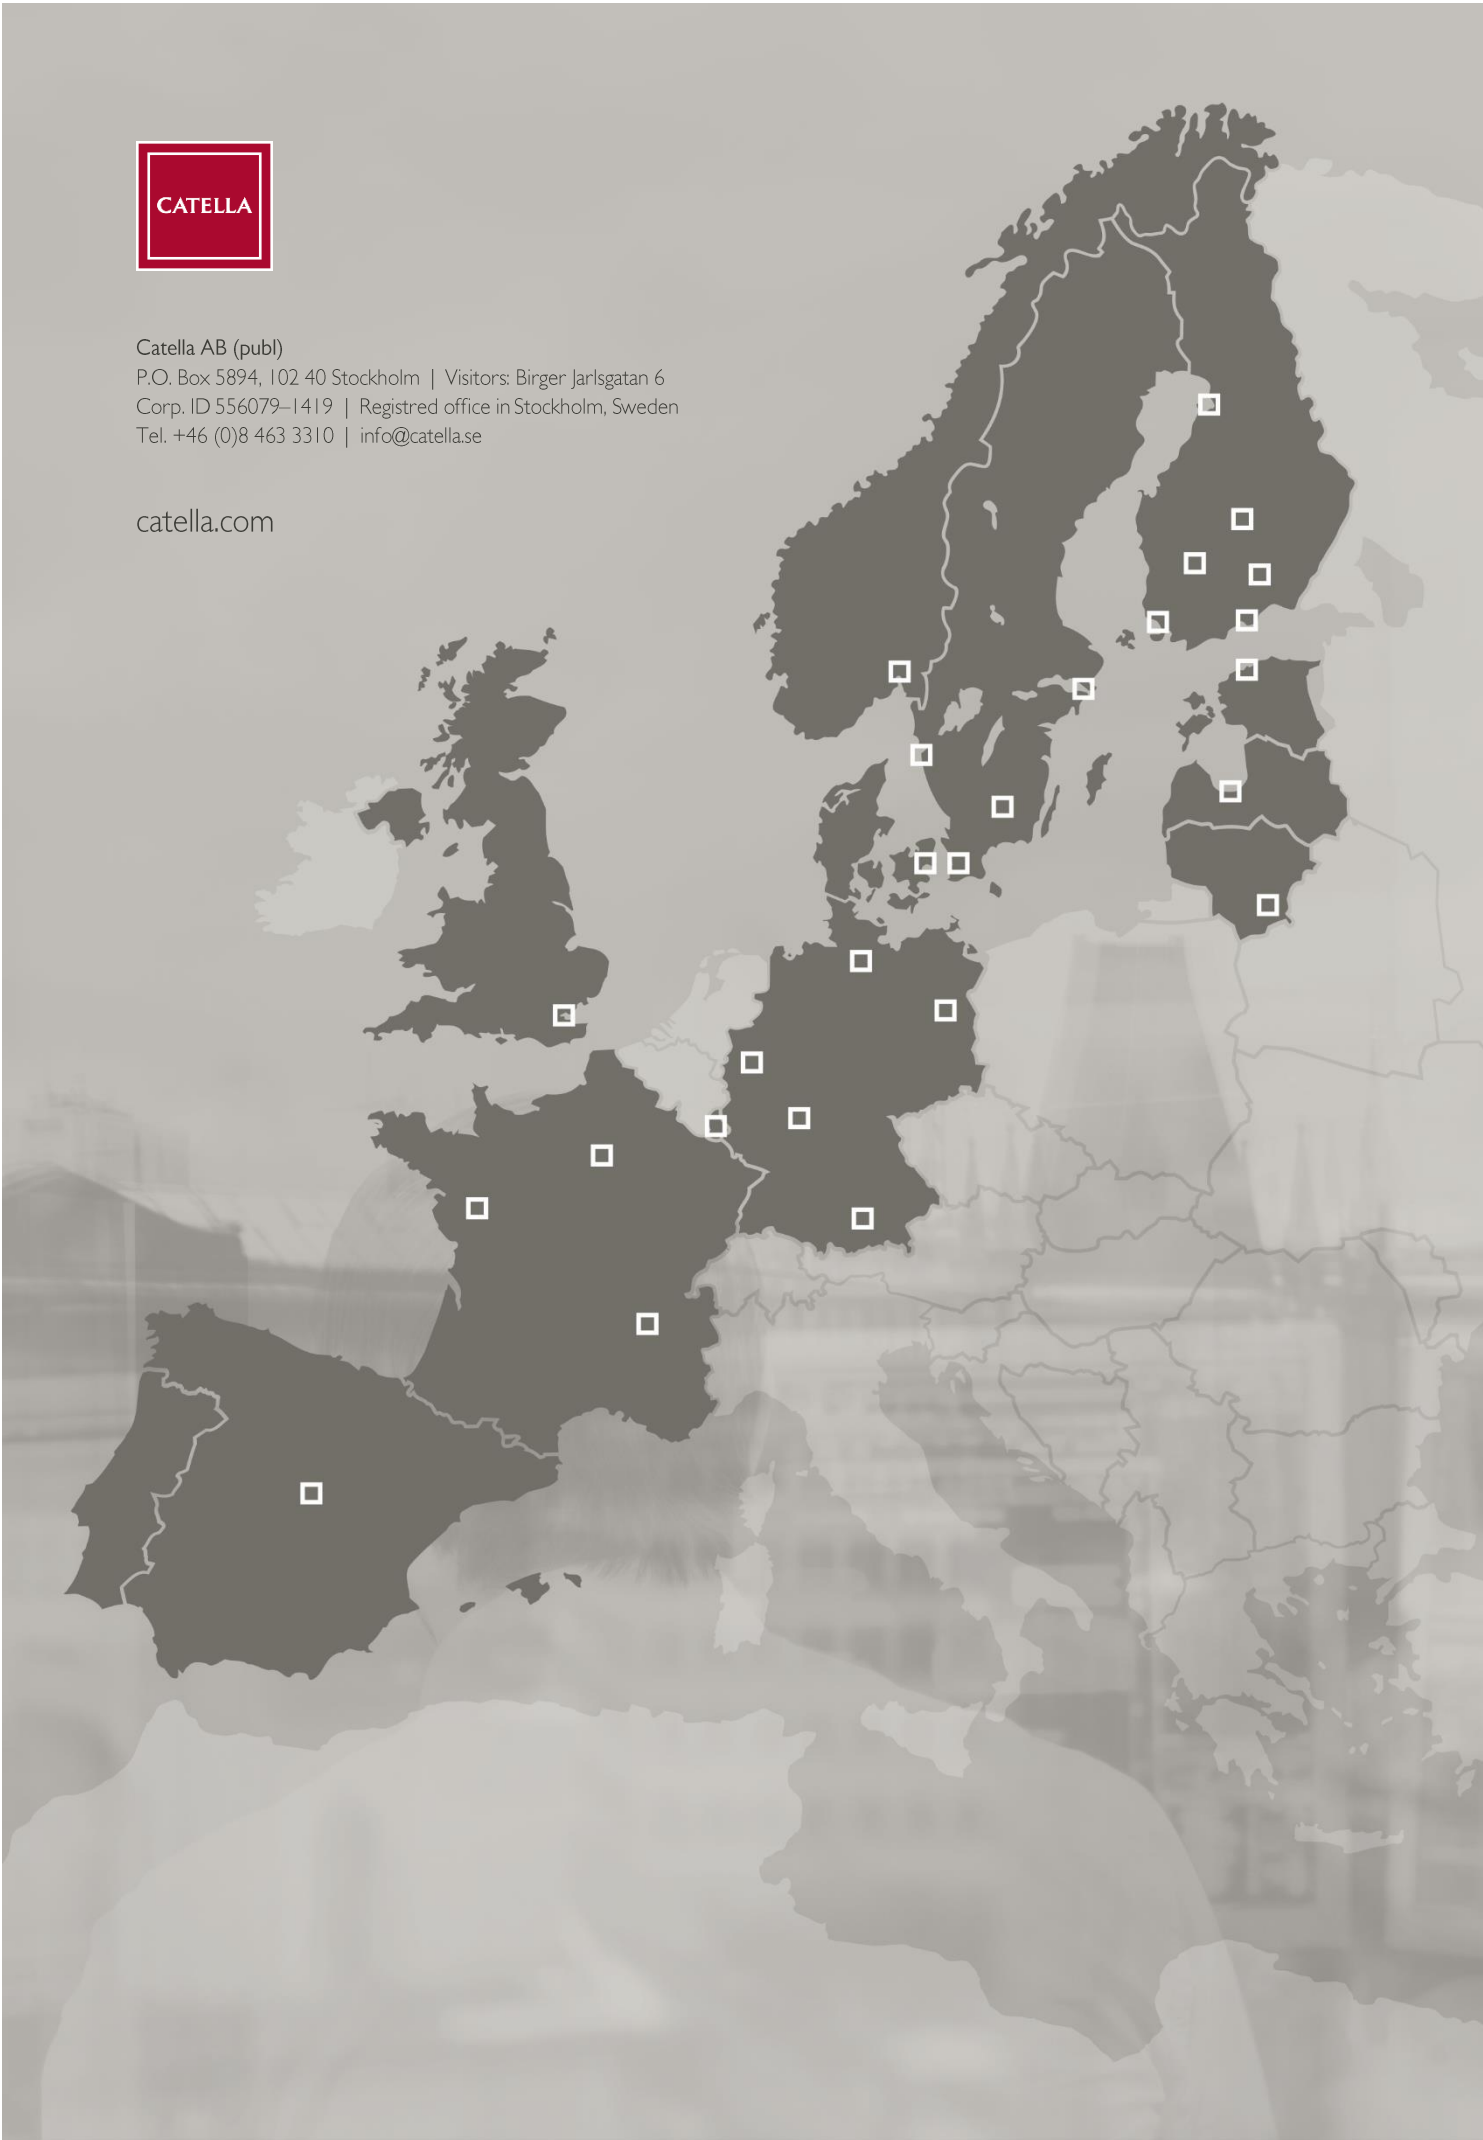 CATELLA
Catella AB (publ)
P.O. Box 5894, 102 40 Stockholm | Visitors: Birger Jarlsgatan 6
Corp. ID 556079–1419 | Registred office in Stockholm, Sweden
Tel. +46 (0)8 463 3310 | info@catella.se
catella.com